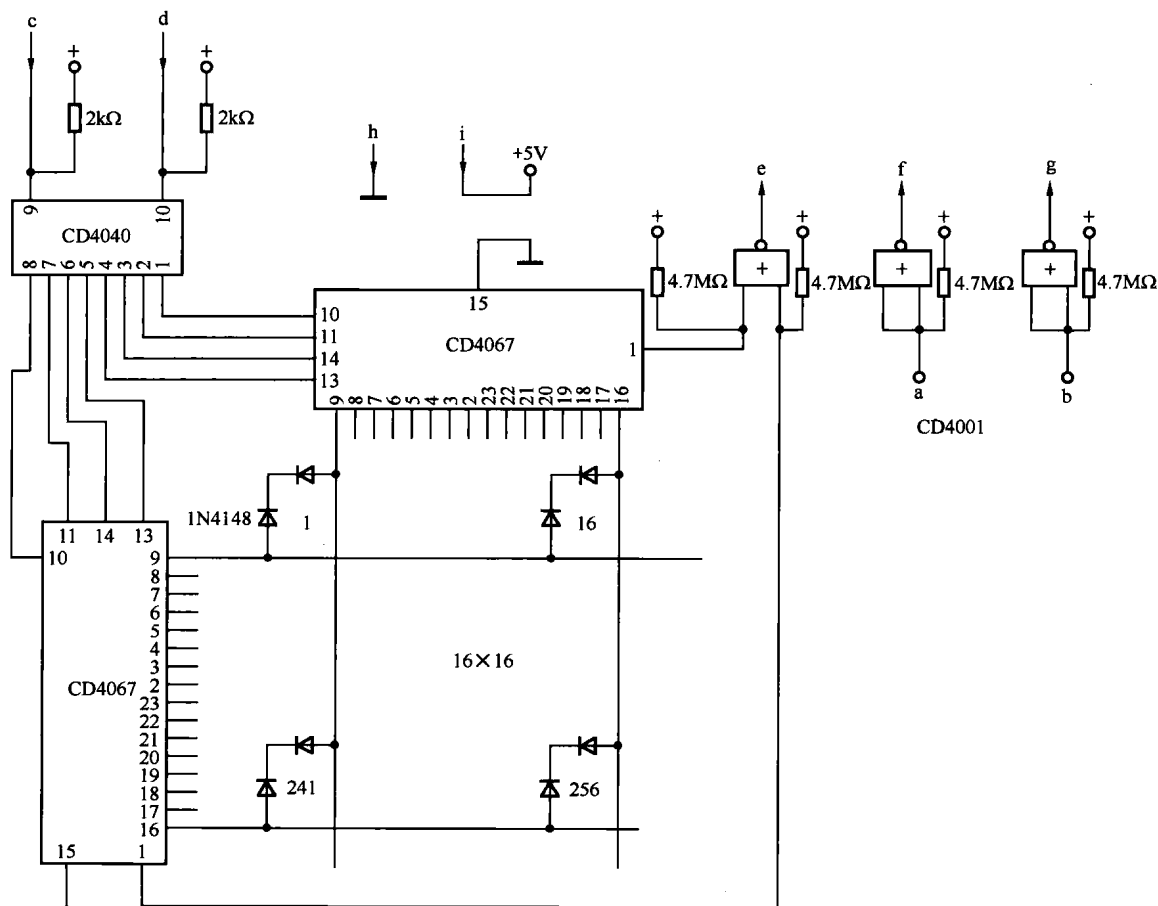 c d
+ +
2kΩ 2kΩ
h i
+5V
e f g
9 10
CD4040
8 7 6 5 4 3 2 1
+ + + +
+ + +
4.7MΩ 4.7MΩ 4.7MΩ 4.7MΩ
15
10
11
14
13
CD4067
1
9 8 7 6 5 4 3 2 23 22 21 20 19 18 17 16
a b
CD4001
1N4148 1 16
11 14 13
10
9
8
7
6
5
4
3
2
23
22
21
20
19
18
17
16
CD4067
16×16
241 256
15 1